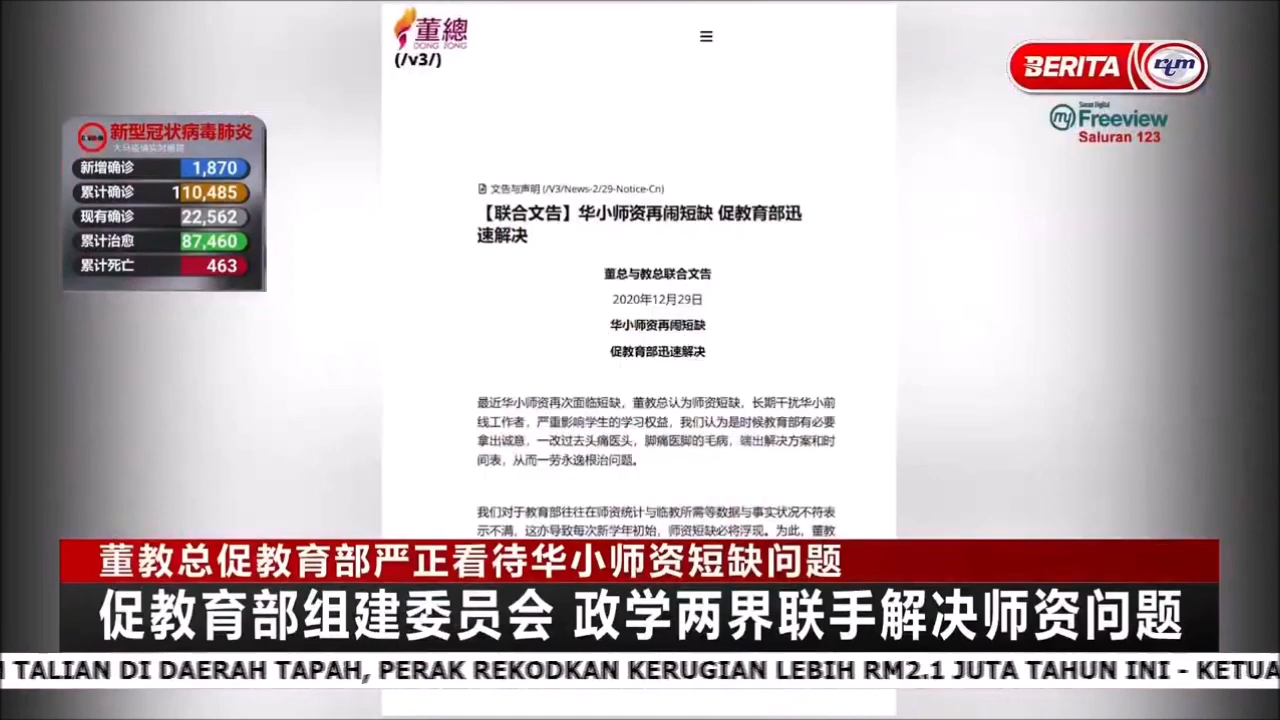 董總
DONG ZONG
(/v3/)
BERITA rtm
Siaran Digital
my Freeview
Saluran 123
新型冠状病毒肺炎
大马疫情实时追踪
新增确诊 1,870
累计确诊 110,485
现有确诊 22,562
累计治愈 87,460
累计死亡 463
文告与声明 (/V3/News-2/29-Notice-Cn)
【联合文告】华小师资再闹短缺 促教育部迅
速解决
董总与教总联合文告
2020年12月29日
华小师资再闹短缺
促教育部迅速解决
最近华小师资再次面临短缺，董教总认为师资短缺，长期干扰华小前
线工作者，严重影响学生的学习权益，我们认为是时候教育部有必要
拿出诚意，一改过去头痛医头，脚痛医脚的毛病，端出解决方案和时
间表，从而一劳永逸根治问题。
我们对于教育部往往在师资统计与临教所需等数据与事实状况不符表
示不满，这亦导致每次新学年初始，师资短缺必将浮现。为此，董教
董教总促教育部严正看待华小师资短缺问题
促教育部组建委员会 政学两界联手解决师资问题
TALIAN DI DAERAH TAPAH, PERAK REKODKAN KERUGIAN LEBIH RM2.1 JUTA TAHUN INI - KETUA